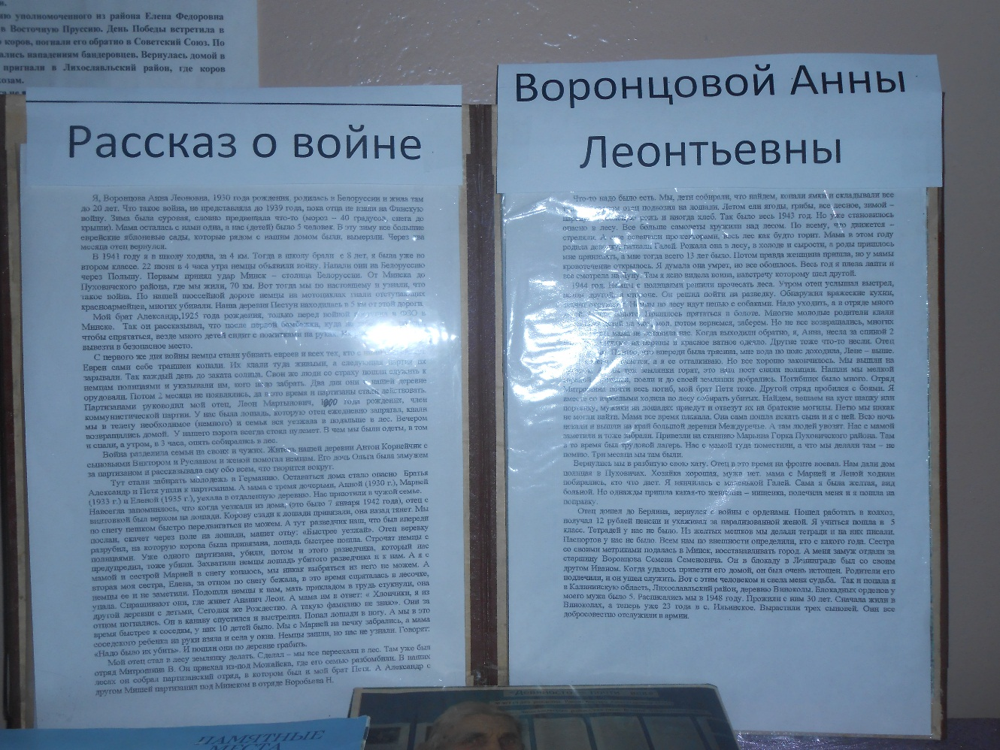 ию уполномоченного из района Елена Федоровна
в Восточную Пруссию. День Победы встретила в
коров, погнали его обратно в Советский Союз. По
ались нападениям бандеровцев. Вернулась домой в
пригнали в Лихославльский район, где коров
козам.
Рассказ о войне
Я, Воронцова Анна Леоновна, 1930 года рождения, родилась в Белоруссии и жила там
до 20 лет. Что такое война, не представляла до 1939 года, пока отца не взяли на Финскую
войну. Зима была суровая, словно предвещала что-то (мороз – 40 градусов, снега до
крыши). Мама осталась с нами одна, а нас (детей) было 5 человек. В эту зиму все большие
еврейские яблоневые сады, которые рядом с нашим домом были, вымерзли. Через два
месяца отец вернулся.
В 1941 году я в школу ходила, за 4 км. Тогда в школу брали с 8 лет, я была уже во
втором классе. 22 июня в 4 часа утра немцы объявили войну. Напали они на Белоруссию
через Польшу. Первым принял удар Минск – столица Белоруссии. От Минска до
Пуховичского района, где мы жили, 70 км. Вот тогда мы по настоящему и узнали, что
такое война. По нашей шоссейной дороге немцы на мотоциклах гнали отступающих
красноармейцев, многих убивали. Наша деревня Пестун находилась в 5 км от этой дороги.
Мой брат Александр,1925 года рождения, только перед войной
Минске. Так он рассказывал, что после первой бомбежки,
чтобы спрятаться, везде много детей сидит с пожитками на руках.
вывезти в безопасное место.
С первого же дня войны немцы стали убивать евреев и всех тех, кто с
Евреи сами себе траншеи копали. Их клали туда живыми, а следующая партия их
зарывали. Так каждый день до заката солнца. Свои же люди со страху пошли служить к
немцам полицаями и указывали им, кого надо забрать. Два дня они в нашей деревне
орудовали. Потом 2 месяца не появлялись, да в это время и партизаны стали действовать.
Партизанами руководил мой отец, Леон Мартынович, 1900 года рождения, член
коммунистической партии. У нас была лошадь, которую отец ежедневно запрягал, клали
мы в телегу необходимое (немного) и семья вся уезжала в подальше в лес. Вечером
возвращались домой. У нашего порога всегда стоял пулемет. В чем мы были одеты, в том
и спали, а утром, в 3 часа, опять собирались в лес.
Война разделила семьи на своих и чужих. Житель нашей деревни Антон Корнейчик с
сыновьями Виктором и Русланом и женой помогал немцам. Его дочь Ольга была замужем
за партизаном и рассказывала ему обо всем, что творится вокруг.
Тут стали забирать молодежь в Германию. Оставаться дома стало опасно Братья
Александр и Петя ушли к партизанам. А мама с тремя дочерьми, Анной (1930 г.), Марией
(1933 г.) и Еленой (1935 г.), уехала в отдаленную деревню. Нас приютили в чужой семье.
Навсегда запомнилось, что когда уезжали из дома, (это было 7 января 1942 года), отец с
винтовкой был верхом на лошади. Корову сзади к лошади привязали, она назад тянет. Мы
по снегу пешком быстро передвигаться не можем. А тут разведчик наш, что был впереди
послан, скачет через поле на лошади, машет отцу: «Быстрее уезжай». Отец веревку
разрубил, на которую корова была привязана, лошадь быстрее пошла. Строчат немцы с
полицаями. Уже одного партизана, убили, потом и этого разведчика, который нас
предупредил, тоже убили. Захватили немцы лошадь убитого разведчика и к нам. А я с
мамой и сестрой Марией в снегу копаюсь, мы никак выбраться из него не можем. А
вторая моя сестра, Елена, за отцом по снегу бежала, в это время спряталась в лесочке,
немцы ее и не заметили. Подошли немцы к нам, мать прикладом в грудь стукнули, она
упала. Спрашивают они, где живет Ананич Леон. А мама им в ответ: « Хлопчики, я из
другой деревни с детьми, Сегодня же Рождество. А такую фамилию не знаю». Они за
отцом погнались. Он в канаву спустился и выстрелил. Попал лошади в ногу. А мы в это
время быстрее к соседям, у них 10 детей было. Мы с Марией на печку забрались, а мама
соседского ребенка на руки взяла и села у окна. Немцы зашли, но нас не узнали. Говорят:
«Надо было их убить». И пошли они по деревне грабить.
Мой отец стал в лесу землянку делать. Сделал – мы все переехали в лес. Там уже был
отряд Митрошина В. Он приехал из-под Можайска, где его семью разбомбили. В наших
лесах он собрал партизанский отряд, в котором был и мой брат Петя. А Александр с
другом Мишей партизанил под Минском в отряде Воробьева Н.
Воронцовой Анны
Леонтьевны
Что-то надо было есть. Мы, дети собирали, что найдем, копали ямки и складывали все
отец подвозил на лошади. Летом ели ягоды, грибы, все лесное, зимой –
рожь и иногда хлеб. Так было весь 1943 год. Но уже становилось
опасно в лесу. Все больше самолеты кружили над лесом. По всему, что движется –
стреляли. А как осветили прожекторами, весь лес как будто горит. Мама в этом году
родила девочку, назвали Галей. Рожала она в лесу, в холоде и сырости, а роды пришлось
мне принимать, а мне тогда всего 13 лет было. Потом правда женщина пришла, но у мамы
кровотечение открылось. Я думала она умрет, но все обошлось. Весь год я плела лапти и
все смотрела на луну. Там я ясно видела воина, навстречу которому шел другой.
1944 год. Немцы с полицаями решили прочесать леса. Утром отец услышал выстрел,
другой, в стороне. Он решил пойти на разведку. Обнаружил вражеские кухни,
Немцы по лесу идут цепью с собаками. Надо уходить, а в отряде много
Пришлось прятаться в болоте. Многие молодые родители клали
детей за мол, потом вернемся, заберем. Но не все возвращались, многих
мама не оставила нас. Когда выходили обратно, я, Анна, несла за спиной 2
перины и красное ватное одеяло. Другие тоже что-то несли. Отец
Помню, что впереди была трясина, мне вода по пояс доходила, Лене – выше.
а я ее отталкиваю. Но все хорошо закончилось. Мы вышли на
землянки горят, это наш пост сняли полицаи. Нашли мы мелкой
поели и до своей землянки добрались. Погибших было много. Отряд
Митрошина почти весь погиб, мой брат Петя тоже. Другой отряд пробился с боями. Я
вместе со взрослыми ходила по лесу собирать убитых. Найдем, вешаем на куст шапку или
портянку, мужики на лошадях приедут и отвезут их на братские могилы. Петю мы никак
не могли найти. Мама все время плакала. Она сама пошла искать сына и я с ней. Всю ночь
искали и вышли на край большой деревни Междуречье. А там людей увозят. Нас с мамой
заметили и тоже забрали. Привезли на станцию Марьина Горка Пуховичского района. Там
в то время был трудовой лагерь. Нас с мамой туда поместили, а что мы делали там – не
помню. Три месяца мы там были.
Вернулись мы в разбитую свою хату. Отец в это время на фронте воевал. Нам дали дом
полицая в Пуховичах. Хозяйка хорошая, мужа нет. мама с Марией и Леной ходили
побирались, кто что даст. Я нянчилась с маленькой Галей. Сама я была желтая, вид
больной. Но однажды пришла какая-то женщина – нищенка, полечила меня и я пошла на
поправку.
Отец дошел до Берлина, вернулся с войны с орденами. Пошел работать в колхоз,
получал 12 рублей пенсии и ухаживал за парализованной женой. Я учиться пошла в 5
класс. Тетрадей у нас не было. Из желтых мешков мы делали тетради и на них писали.
Паспортов у нас не было. Всем нам по внешности определили, кто с какого года. Сестра
со своими метриками подалась в Минск, восстанавливать город. А меня замуж отдали за
старшину Воронцова Семена Семеновича. Он в блокаду в Ленинграде был со своим
другом Иваном. Когда удалось привезти его домой, он был очень истощен. Родители его
подлечили, и он ушел служить. Вот с этим человеком и свела меня судьба. Так и попала я
в Калининскую область, Лихославльский район, деревню Виноколы. Блокадных орденов у
моего мужа было 5. Расписались мы в 1948 году. Прожили с ним 30 лет. Сначала жили в
Виноколах, а теперь уже 23 года в с. Ильинское. Вырастили трех сыновей. Они все
добросовестно отслужили в армии.
ПАМЯТНЫЕ
МЕСТА